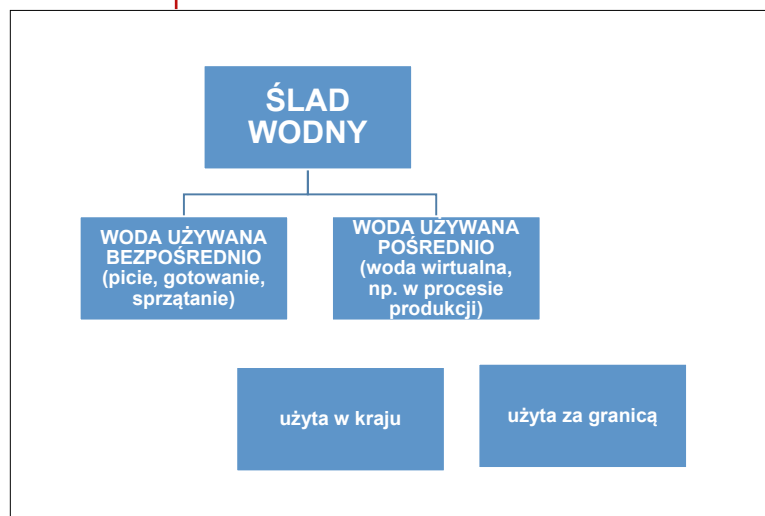 ŚLAD
WODNY
WODA UŻYWANA
BEZPOŚREDNIO
(picie, gotowanie,
sprzątanie)
WODA UŻYWANA
POŚREDNIO
(woda wirtualna,
np. w procesie
produkcji)
użyta w kraju
użyta za granicą